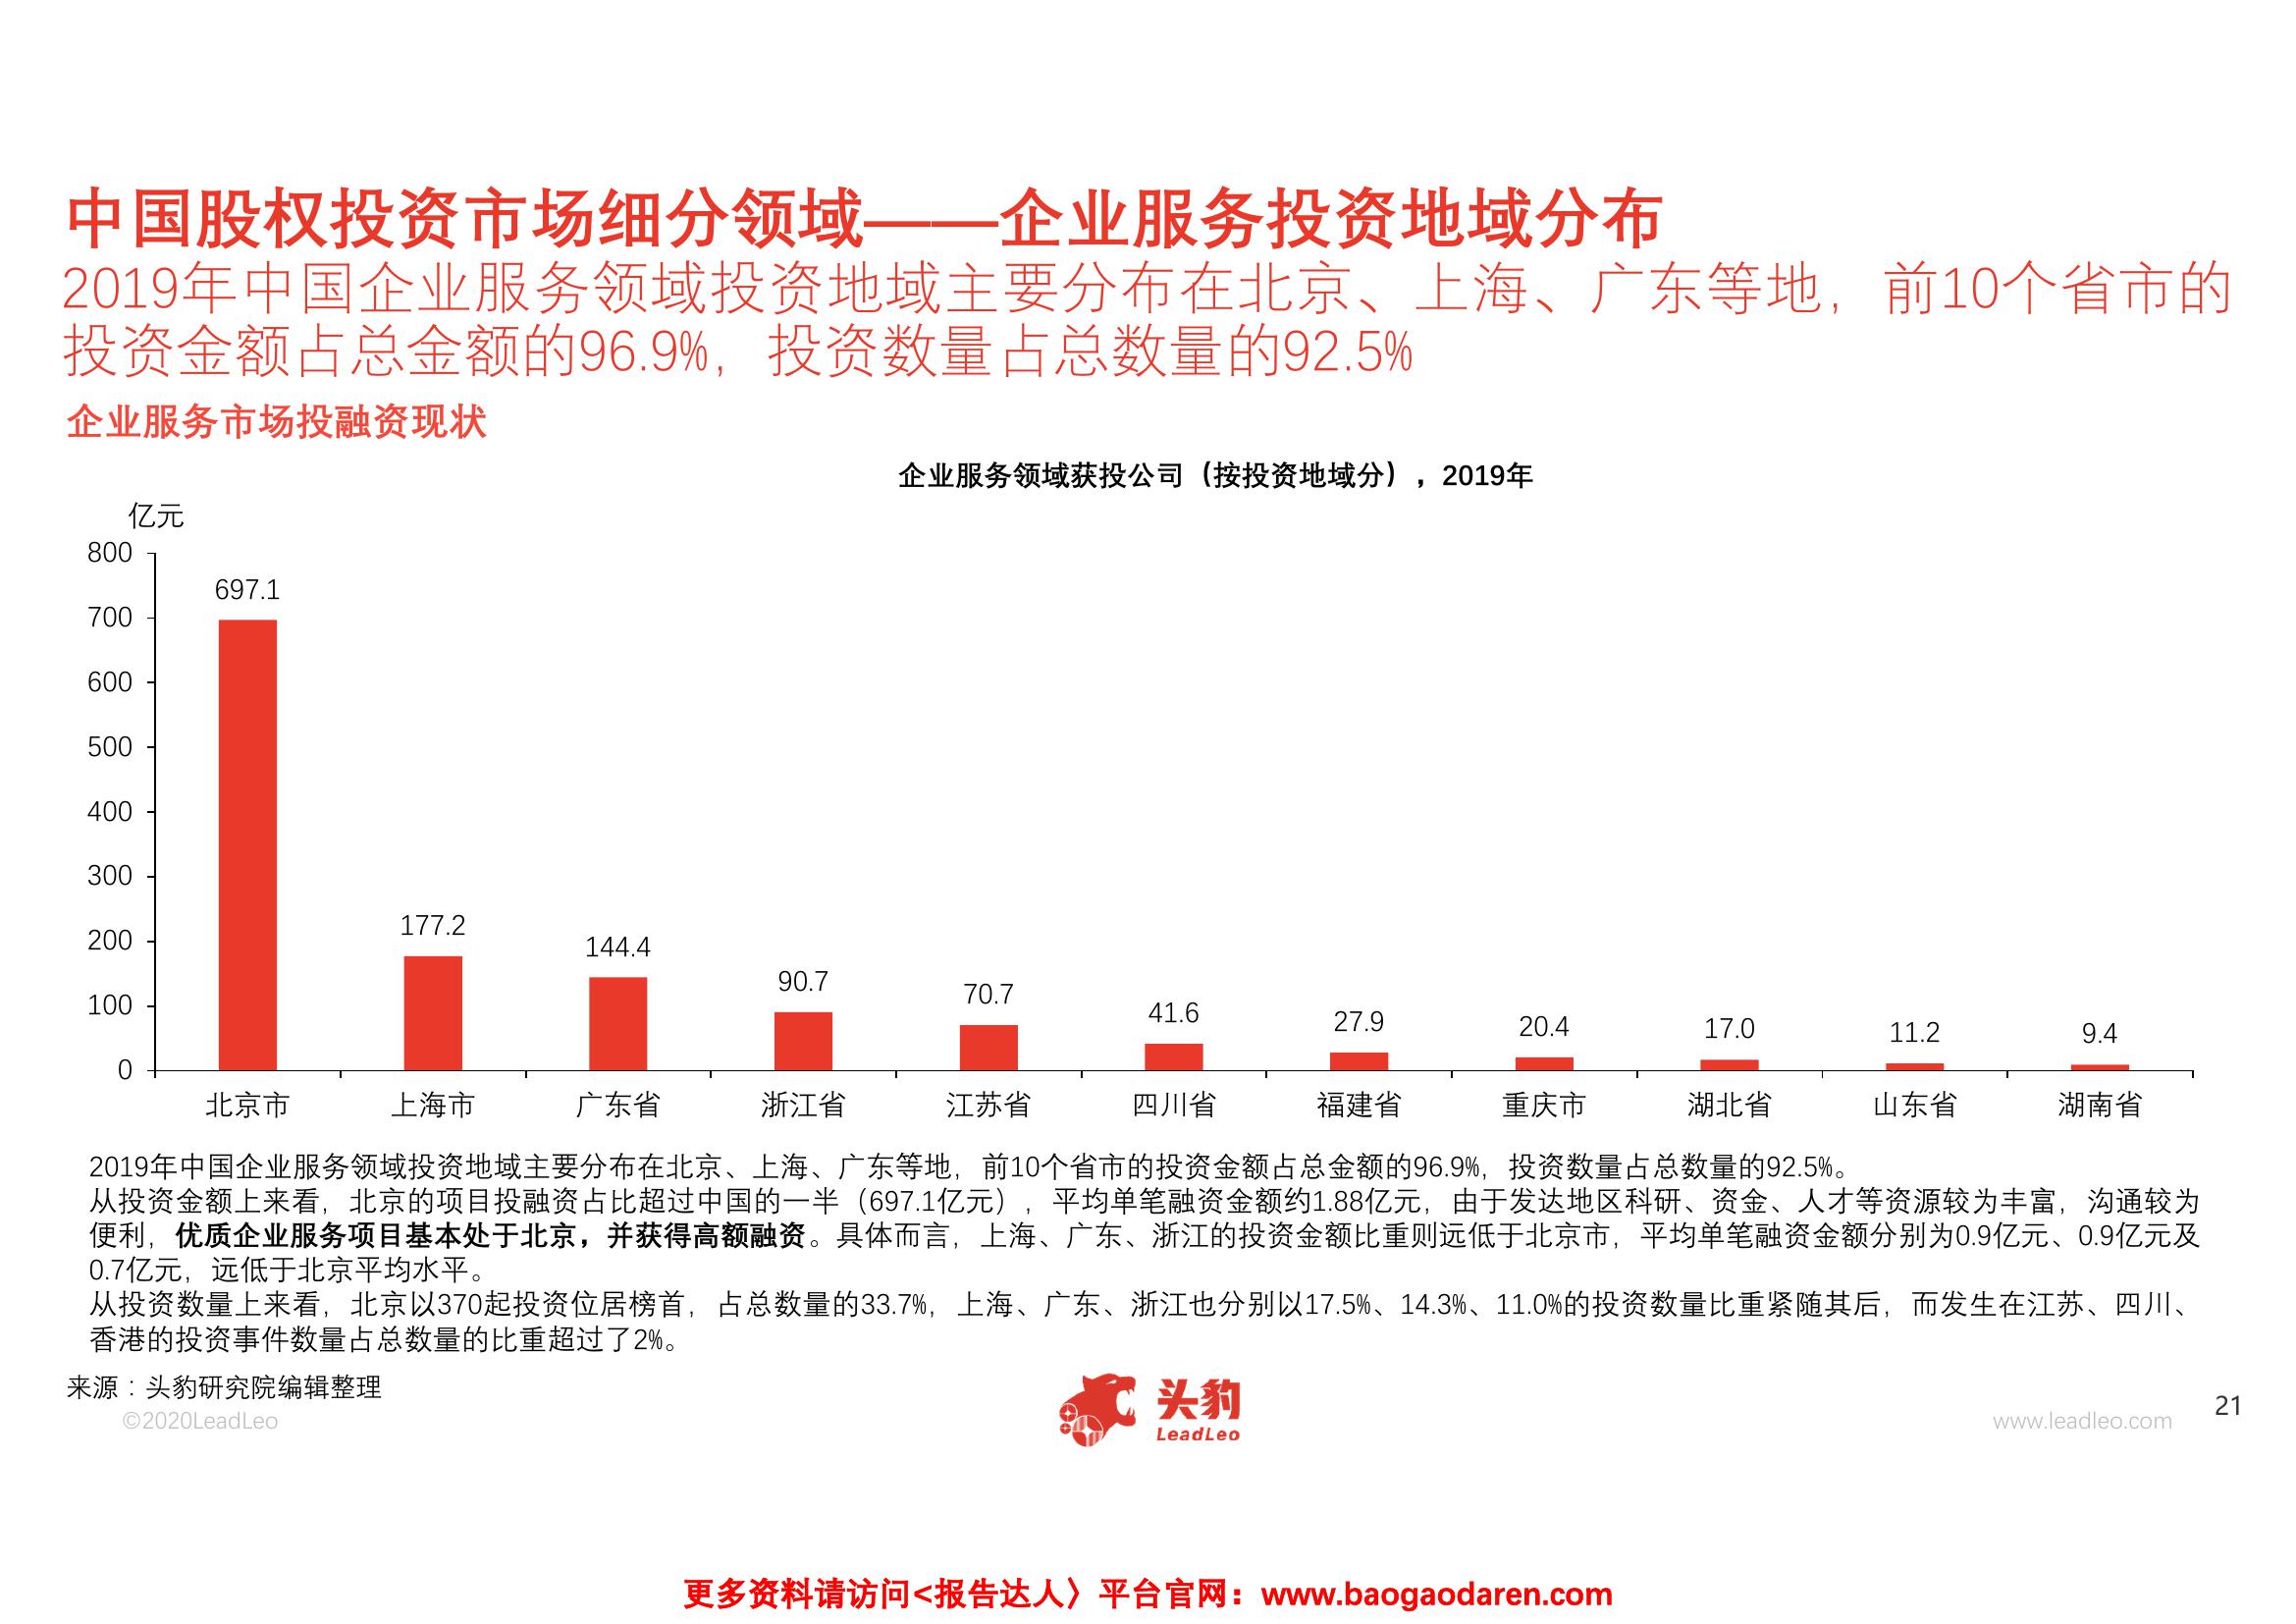 中国股权投资市场细分领域——企业服务投资地域分布
2019年中国企业服务领域投资地域主要分布在北京、上海、广东等地，前10个省市的
投资金额占总金额的96.9%，投资数量占总数量的92.5%
企业服务市场投融资现状
企业服务领域获投公司（按投资地域分），2019年
亿元
800
700
600
500
400
300
200
100
0
697.1
177.2
144.4
90.7
70.7
41.6
27.9
20.4
17.0
11.2
9.4
北京市
上海市
广东省
浙江省
江苏省
四川省
福建省
重庆市
湖北省
山东省
湖南省
2019年中国企业服务领域投资地域主要分布在北京、上海、广东等地，前10个省市的投资金额占总金额的96.9%，投资数量占总数量的92.5%。
从投资金额上来看，北京的项目投融资占比超过中国的一半（697.1亿元），平均单笔融资金额约1.88亿元，由于发达地区科研、资金、人才等资源较为丰富，沟通较为
便利，优质企业服务项目基本处于北京，并获得高额融资。具体而言，上海、广东、浙江的投资金额比重则远低于北京市，平均单笔融资金额分别为0.9亿元、0.9亿元及
0.7亿元，远低于北京平均水平。
从投资数量上来看，北京以370起投资位居榜首，占总数量的33.7%，上海、广东、浙江也分别以17.5%、14.3%、11.0%的投资数量比重紧随其后，而发生在江苏、四川、
香港的投资事件数量占总数量的比重超过了2%。
来源：头豹研究院编辑整理
©2020LeadLeo
头豹
LeadLeo
www.leadleo.com
21
更多资料请访问<报告达人〉平台官网：www.baogaodaren.com